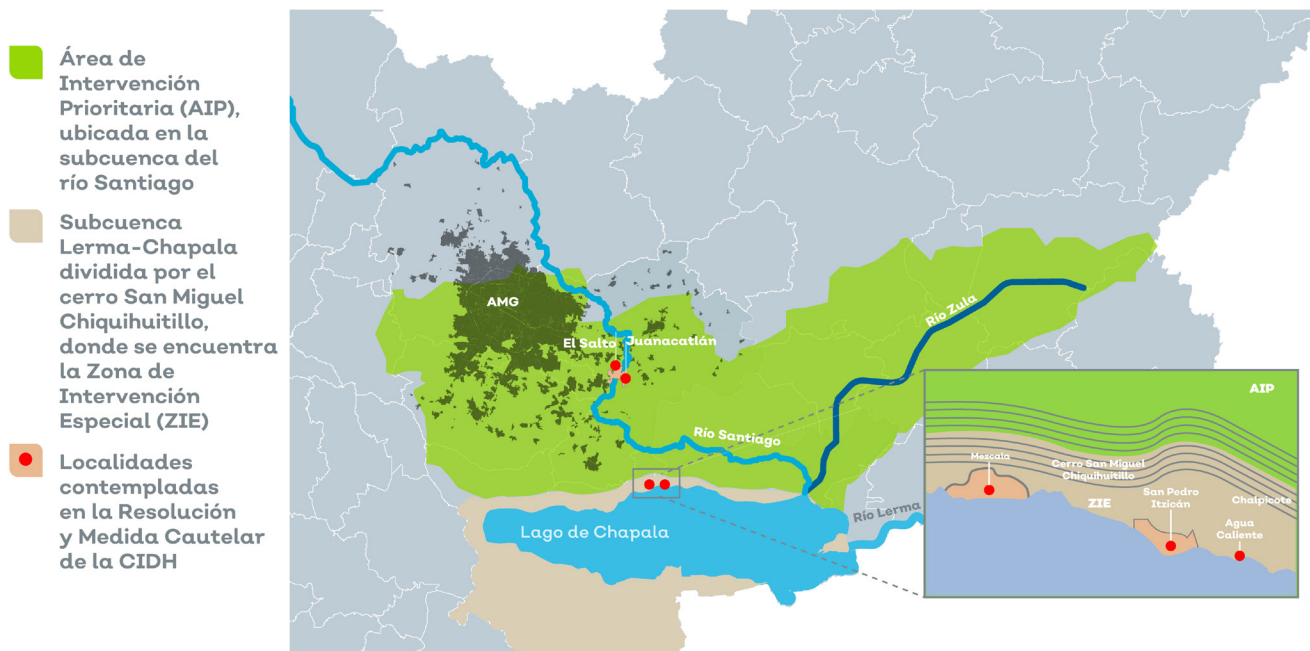 Área de
Intervención
Prioritaria (AIP),
ubicada en la
subcuenca del
río Santiago
Subcuenca
Lerma-Chapala
dividida por el
cerro San Miguel
Chiquihuitillo,
donde se encuentra
la Zona de
Intervención
Especial (ZIE)
Localidades
contempladas
en la Resolución
y Medida Cautelar
de la CIDH
AMG
El Salto
Juanacatlán
Río Zula
Río Santiago
Lago de Chapala
Río Lerma
AIP
Mezcala
Cerro San Miguel
Chiquihuitillo
ZIE
San Pedro
Itzicán
Chalpicote
Agua
Caliente